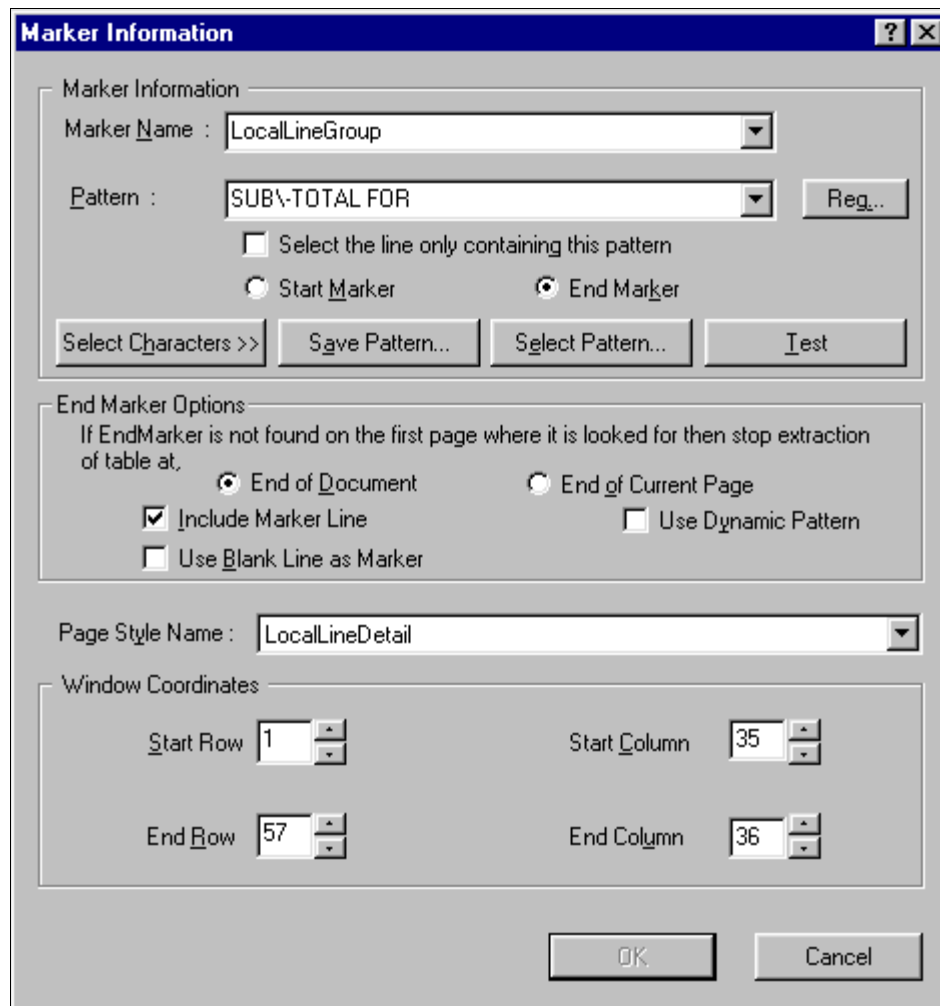 Marker Information
Marker Information
Marker Name : LocalLineGroup
Pattern : SUB\-TOTAL FOR Reg...
Select the line only containing this pattern
Start Marker End Marker
Select Characters >> Save Pattern... Select Pattern... Test
End Marker Options
If EndMarker is not found on the first page where it is looked for then stop extraction
of table at,
End of Document End of Current Page
Include Marker Line Use Dynamic Pattern
Use Blank Line as Marker
Page Style Name : LocalLineDetail
Window Coordinates
Start Row 1 Start Column 35
End Row 57 End Column 36
OK Cancel